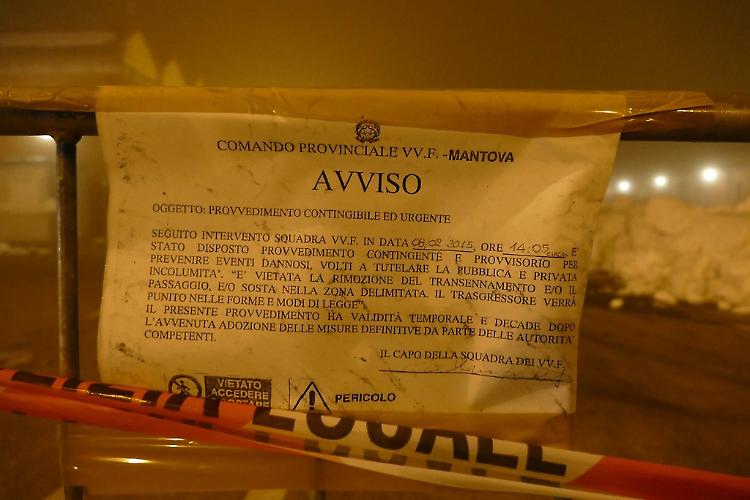 COMANDO PROVINCIALE VV.F. - MANTOVA
AVVISO
OGGETTO: PROVVEDIMENTO CONTINGIBILE ED URGENTE
SEGUITO INTERVENTO SQUADRA VV.F. IN DATA 08/02 2015, ORE 14:05 CIRCA, E'
STATO DISPOSTO PROVVEDIMENTO CONTINGENTE E PROVVISORIO PER
PREVENIRE EVENTI DANNOSI, VOLTI A TUTELARE LA PUBBLICA E PRIVATA
INCOLUMITA'. "E' VIETATA LA RIMOZIONE DEL TRANSENNAMENTO E/O IL
PASSAGGIO, E/O SOSTA NELLA ZONA DELIMITATA. IL TRASGRESSORE VERRÀ
PUNITO NELLE FORME E MODI DI LEGGE"
IL PRESENTE PROVVEDIMENTO HA VALIDITÀ TEMPORALE E DECADE DOPO
L'AVVENUTA ADOZIONE DELLE MISURE DEFINITIVE DA PARTE DELLE AUTORITA'
COMPETENTI.
IL CAPO DELLA SQUADRA DEI VV.F.
VIETATO
ACCEDERE
PERICOLO
LOCALE